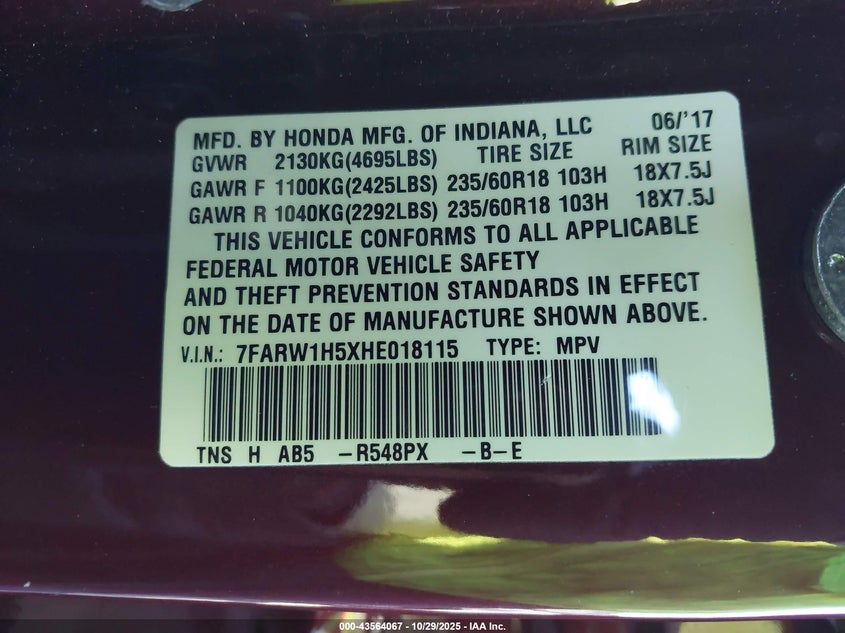 MFD. BY HONDA MFG. OF INDIANA, LLC 06/'17
GVWR 2130KG(4695LBS) TIRE SIZE RIM SIZE
GAWR F 1100KG(2425LBS) 235/60R18 103H 18X7.5J
GAWR R 1040KG(2292LBS) 235/60R18 103H 18X7.5J
THIS VEHICLE CONFORMS TO ALL APPLICABLE
FEDERAL MOTOR VEHICLE SAFETY
AND THEFT PREVENTION STANDARDS IN EFFECT
ON THE DATE OF MANUFACTURE SHOWN ABOVE.
V.I.N.: 7FARW1H5XHE018115 TYPE: MPV
TNS H AB5 -R548PX -B-E
000-43564067 - 10/29/2025 - IAA Inc.